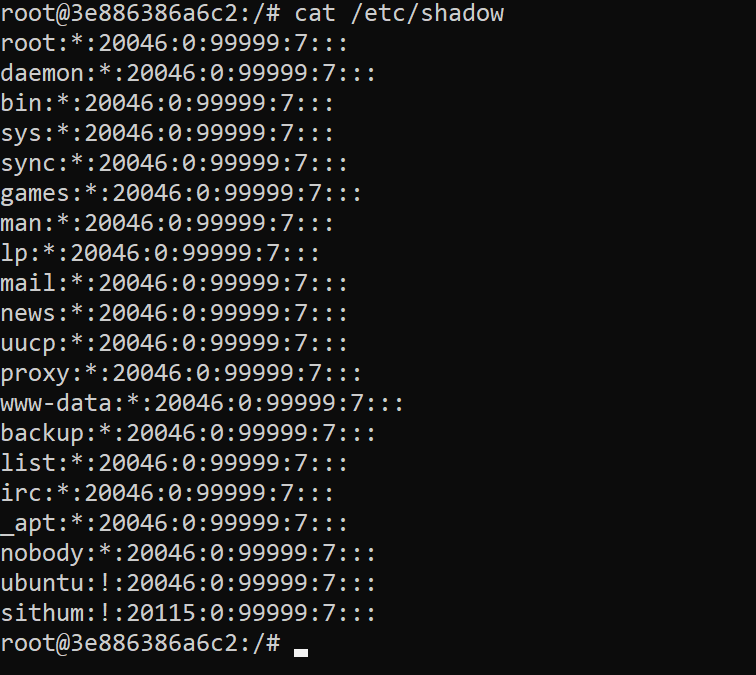 root@3e886386a6c2:/# cat /etc/shadow
root:*:20046:0:99999:7:::
daemon:*:20046:0:99999:7:::
bin:*:20046:0:99999:7:::
sys:*:20046:0:99999:7:::
sync:*:20046:0:99999:7:::
games:*:20046:0:99999:7:::
man:*:20046:0:99999:7:::
lp:*:20046:0:99999:7:::
mail:*:20046:0:99999:7:::
news:*:20046:0:99999:7:::
uucp:*:20046:0:99999:7:::
proxy:*:20046:0:99999:7:::
www-data:*:20046:0:99999:7:::
backup:*:20046:0:99999:7:::
list:*:20046:0:99999:7:::
irc:*:20046:0:99999:7:::
_apt:*:20046:0:99999:7:::
nobody:*:20046:0:99999:7:::
ubuntu:!:20046:0:99999:7:::
sithum:!:20115:0:99999:7:::
root@3e886386a6c2:/#